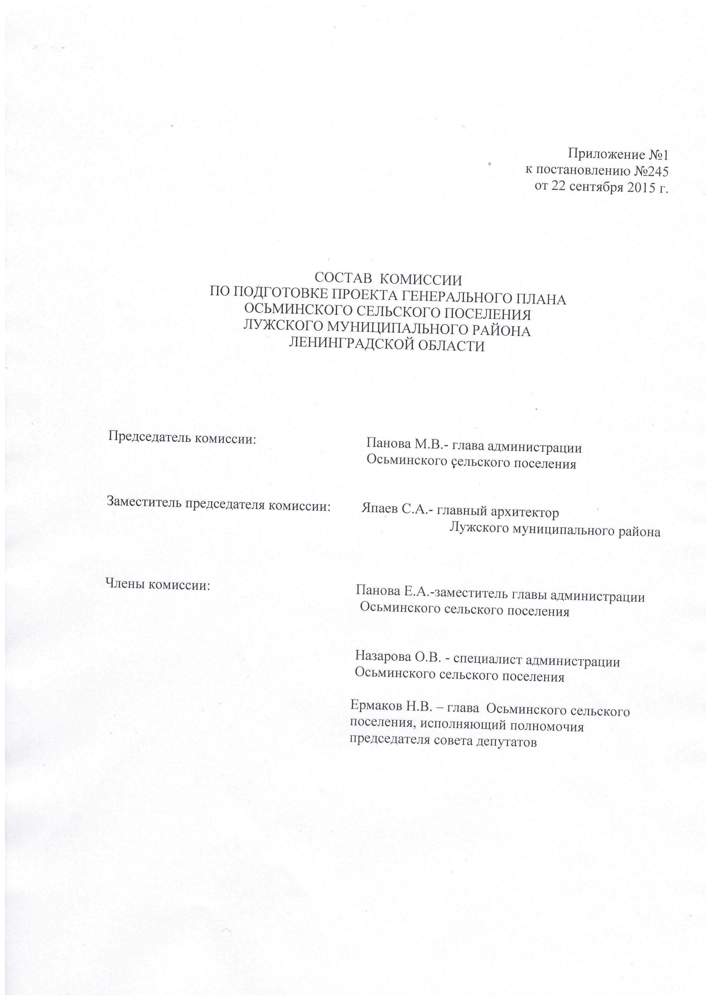 Приложение №1
к постановлению №245
от 22 сентября 2015 г.
СОСТАВ  КОМИССИИ
ПО ПОДГОТОВКЕ ПРОЕКТА ГЕНЕРАЛЬНОГО ПЛАНА
ОСЬМИНСКОГО СЕЛЬСКОГО ПОСЕЛЕНИЯ
ЛУЖСКОГО МУНИЦИПАЛЬНОГО РАЙОНА
ЛЕНИНГРАДСКОЙ ОБЛАСТИ
Председатель комиссии:
Панова М.В.- глава администрации
Осьминского сельского поселения
Заместитель председателя комиссии:
Япаев С.А.- главный архитектор
Лужского муниципального района
Члены комиссии:
Панова Е.А.-заместитель главы администрации
Осьминского сельского поселения
Назарова О.В. - специалист администрации
Осьминского сельского поселения
Ермаков Н.В. – глава  Осьминского сельского
поселения, исполняющий полномочия
председателя совета депутатов